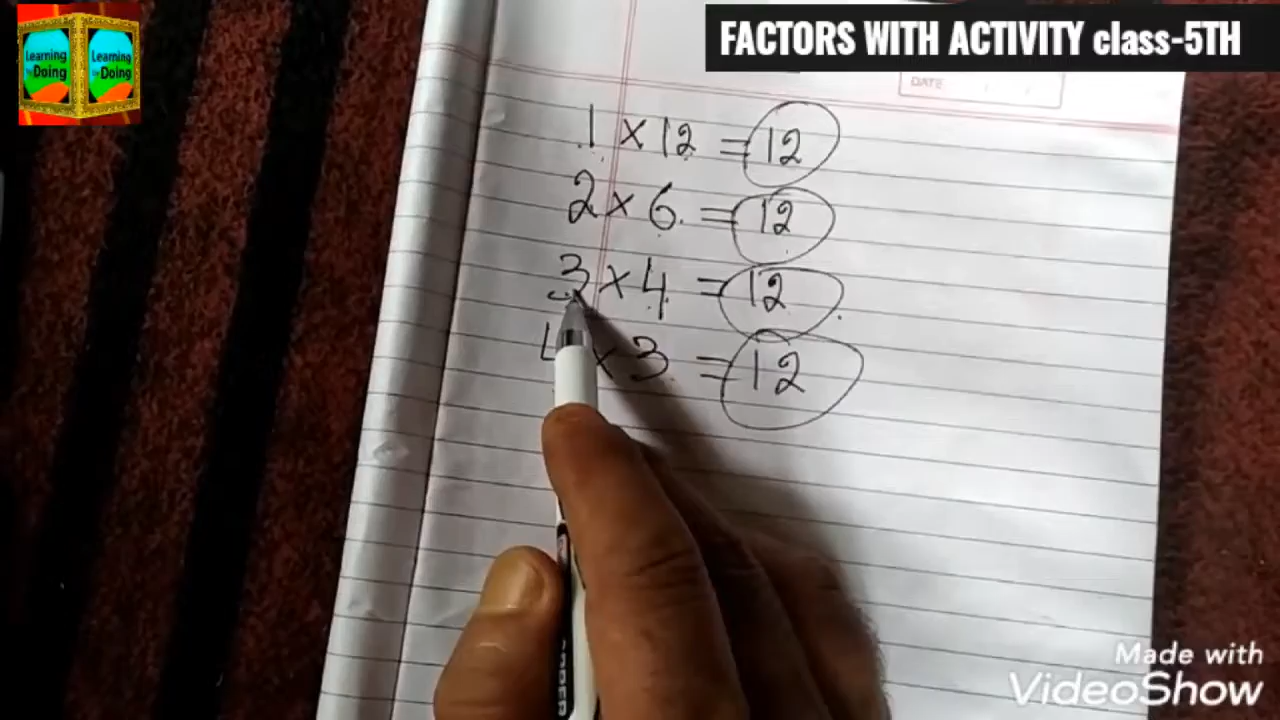 FACTORS WITH ACTIVITY class-5TH
Learning by Doing
Learning by Doing
DATE
1 × 12 = 12
2 × 6 = 12
3 × 4 = 12
4 × 3 = 12
Made with
VideoShow